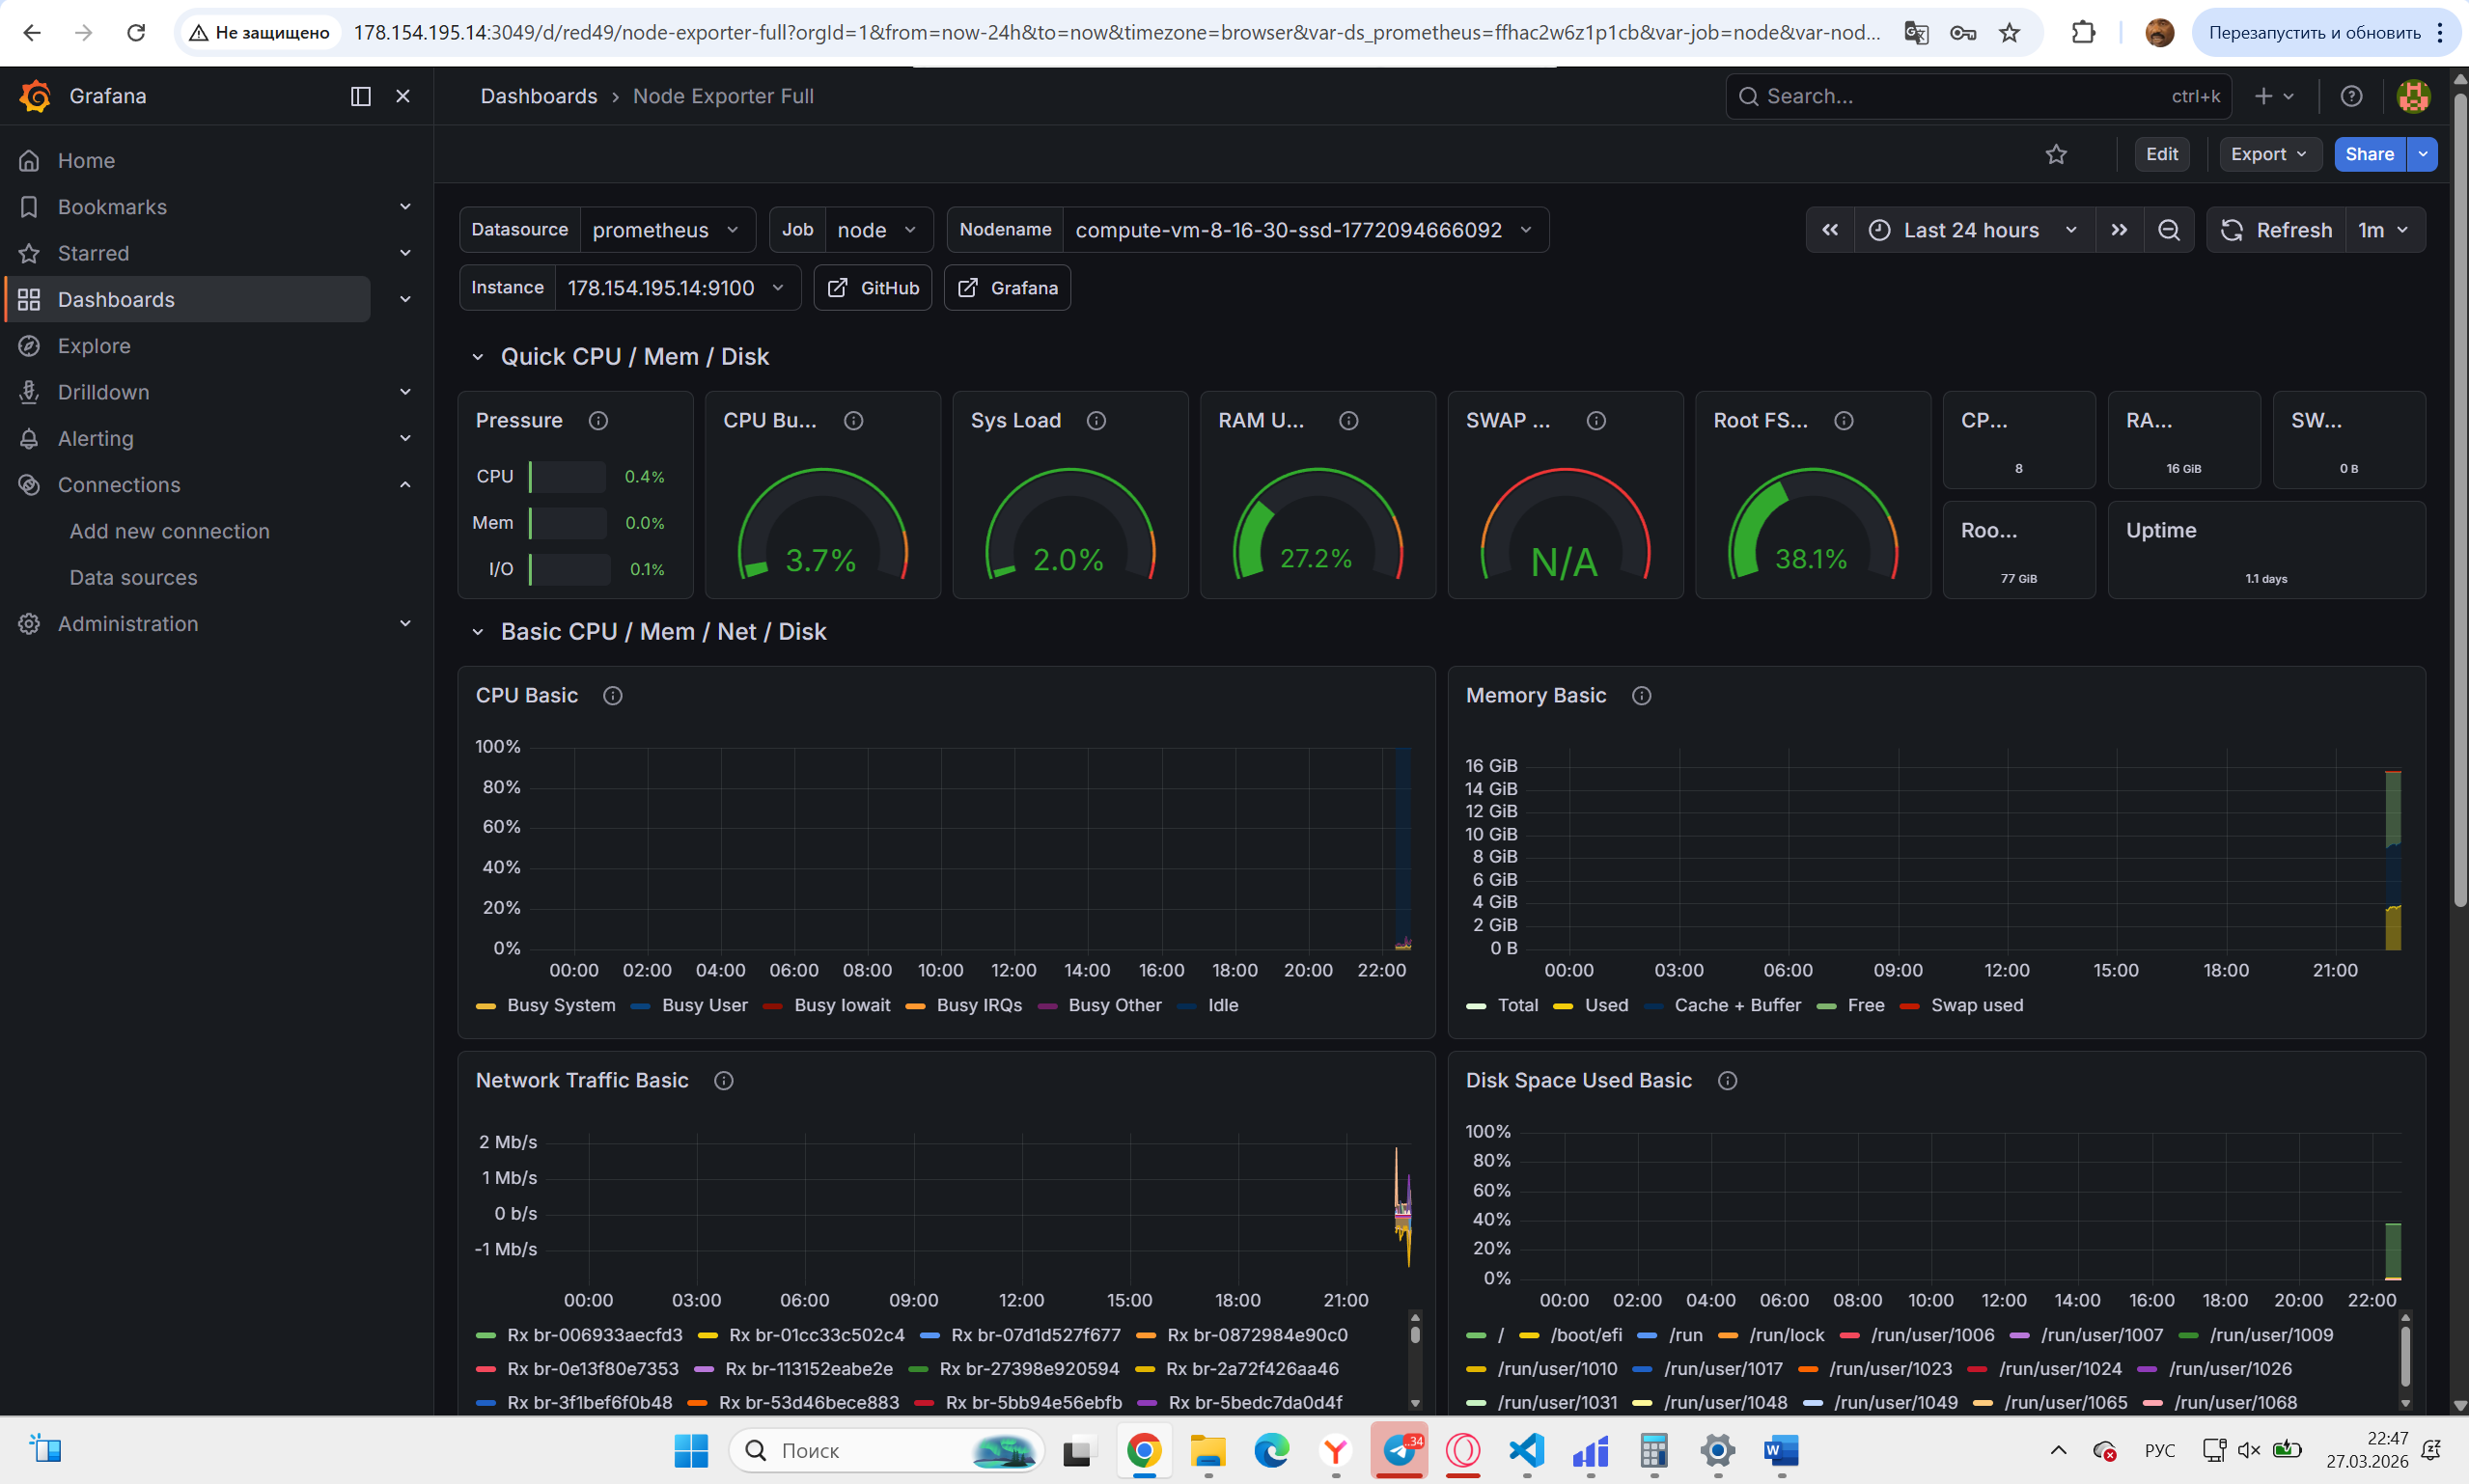 Не защищено
178.154.195.14:3049/d/red49/node-exporter-full?orgId=1&from=now-24h&to=now&timezone=browser&var-ds_prometheus=ffhac2w6z1p1cb&var-job=node&var-nod...
Перезапустить и обновить
Grafana
Dashboards › Node Exporter Full
Search...
ctrl+k
Home
Bookmarks
Starred
Dashboards
Explore
Drilldown
Alerting
Connections
Add new connection
Data sources
Administration
Edit
Export
Share
Datasource prometheus
Job node
Nodename compute-vm-8-16-30-ssd-1772094666092
Last 24 hours
Refresh 1m
Instance 178.154.195.14:9100
GitHub
Grafana
Quick CPU / Mem / Disk
Pressure
CPU 0.4%
Mem 0.0%
I/O 0.1%
CPU Bu...
3.7%
Sys Load
2.0%
RAM U...
27.2%
SWAP ...
N/A
Root FS...
38.1%
CP...
8
RA...
16 GiB
SW...
0 B
Roo...
77 GiB
Uptime
1.1 days
Basic CPU / Mem / Net / Disk
CPU Basic
100%
80%
60%
40%
20%
0%
00:00 02:00 04:00 06:00 08:00 10:00 12:00 14:00 16:00 18:00 20:00 22:00
Busy System Busy User Busy Iowait Busy IRQs Busy Other Idle
Memory Basic
16 GiB
14 GiB
12 GiB
10 GiB
8 GiB
6 GiB
4 GiB
2 GiB
0 B
00:00 03:00 06:00 09:00 12:00 15:00 18:00 21:00
Total Used Cache + Buffer Free Swap used
Network Traffic Basic
2 Mb/s
1 Mb/s
0 b/s
-1 Mb/s
00:00 03:00 06:00 09:00 12:00 15:00 18:00 21:00
Rx br-006933aecfd3 Rx br-01cc33c502c4 Rx br-07d1d527f677 Rx br-0872984e90c0
Rx br-0e13f80e7353 Rx br-113152eabe2e Rx br-27398e920594 Rx br-2a72f426aa46
Rx br-3f1bef6f0b48 Rx br-53d46bece883 Rx br-5bb94e56ebfb Rx br-5bedc7da0d4f
Disk Space Used Basic
100%
80%
60%
40%
20%
0%
00:00 02:00 04:00 06:00 08:00 10:00 12:00 14:00 16:00 18:00 20:00 22:00
/ /boot/efi /run /run/lock /run/user/1006 /run/user/1007 /run/user/1009
/run/user/1010 /run/user/1017 /run/user/1023 /run/user/1024 /run/user/1026
/run/user/1031 /run/user/1048 /run/user/1049 /run/user/1065 /run/user/1068
Поиск
РУС
22:47
27.03.2026